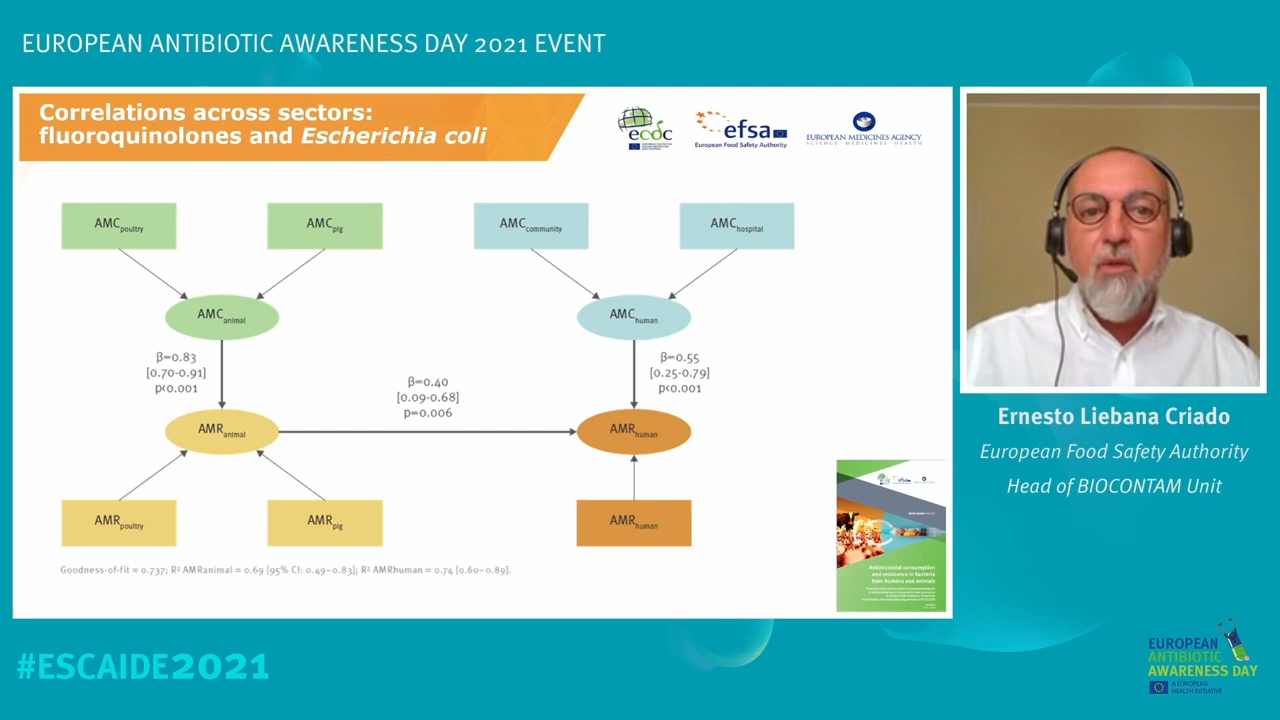 EUROPEAN ANTIBIOTIC AWARENESS DAY 2021 EVENT
Correlations across sectors:
fluoroquinolones and Escherichia coli
ecdc
efsa
European Food Safety Authority
EUROPEAN MEDICINES AGENCY
SCIENCE MEDICINES HEALTH
AMCpoultry
AMCpig
AMCcommunity
AMChospital
AMCanimal
AMChuman
β=0.83
[0.70-0.91]
p<0.001
β=0.40
[0.09-0.68]
p=0.006
β=0.55
[0.25-0.79]
p<0.001
AMRanimal
AMRhuman
AMRpoultry
AMRpig
AMRhuman
Goodness-of-fit = 0.737; R² AMRanimal = 0.69 [95% CI: 0.49–0.83]; R² AMRhuman = 0.74 [0.60–0.89].
Antimicrobial consumption
and resistance in bacteria
from humans and animals
Ernesto Liebana Criado
European Food Safety Authority
Head of BIOCONTAM Unit
#ESCAIDE2021
EUROPEAN
ANTIBIOTIC
AWARENESS DAY
A EUROPEAN
HEALTH INITIATIVE